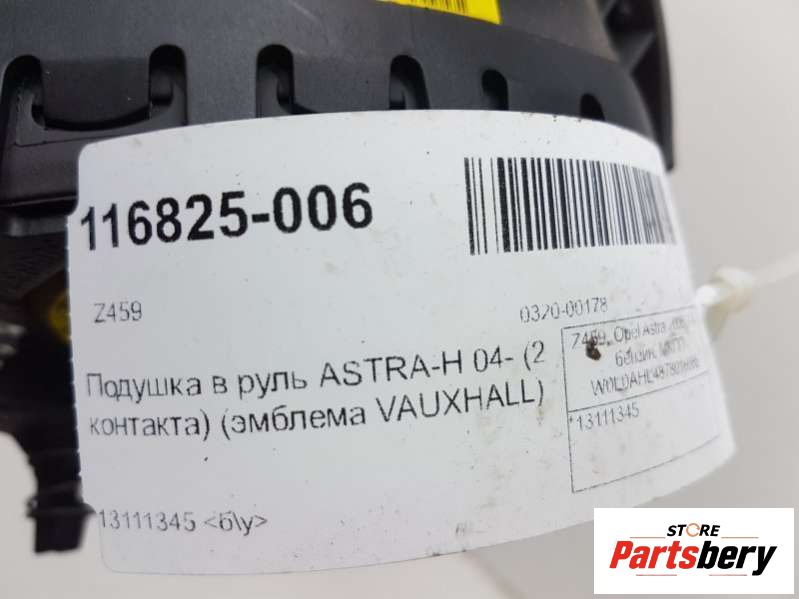 116825-006
Z459
0320-00178
Подушка в руль ASTRA-H 04- (2
контакта) (эмблема VAUXHALL)
Z459, Opel Astra
бензин,
*13111345
13111345 <б\у>
STORE
Partsbery